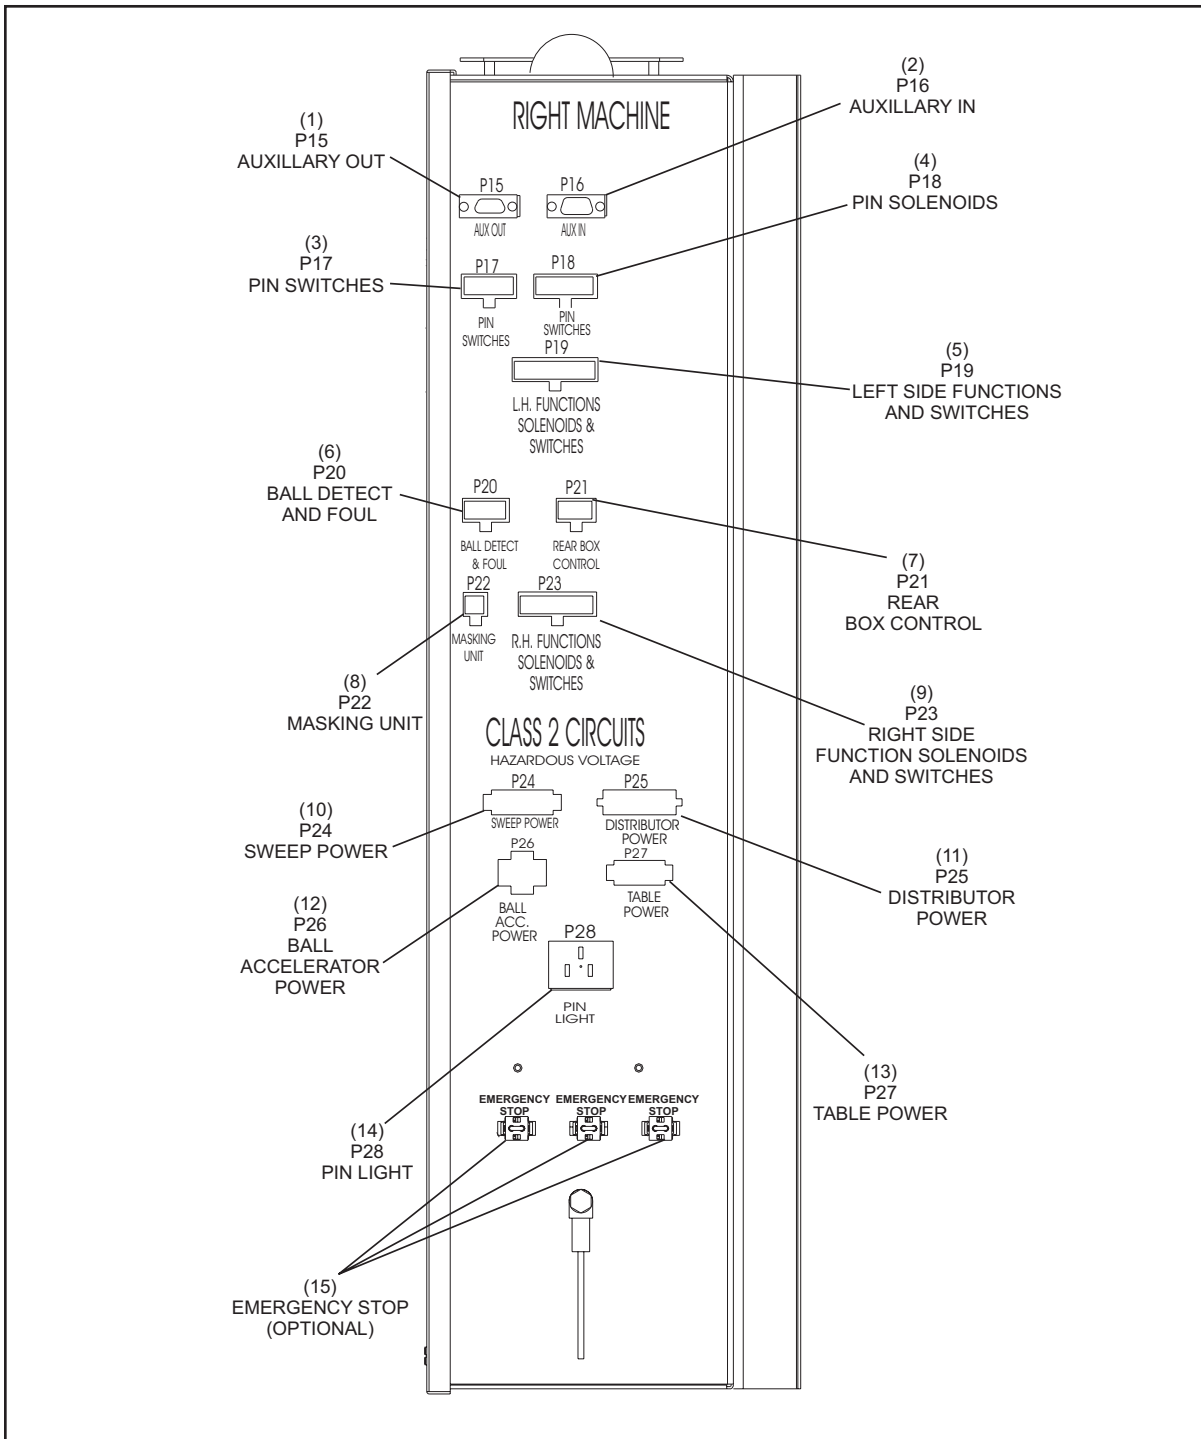 RIGHT MACHINE
(1)
P15
AUXILLARY OUT
(2)
P16
AUXILLARY IN
P15
AUX OUT
P16
AUX IN
(3)
P17
PIN SWITCHES
(4)
P18
PIN SOLENOIDS
P17
PIN
SWITCHES
P18
PIN
SWITCHES
P19
L.H. FUNCTIONS
SOLENOIDS &
SWITCHES
(5)
P19
LEFT SIDE FUNCTIONS
AND SWITCHES
(6)
P20
BALL DETECT
AND FOUL
P20
BALL DETECT
& FOUL
P21
REAR BOX
CONTROL
(7)
P21
REAR
BOX CONTROL
P22
MASKING
UNIT
P23
R.H. FUNCTIONS
SOLENOIDS &
SWITCHES
(8)
P22
MASKING UNIT
(9)
P23
RIGHT SIDE
FUNCTION SOLENOIDS
AND SWITCHES
CLASS 2 CIRCUITS
HAZARDOUS VOLTAGE
P24
SWEEP POWER
P25
DISTRIBUTOR
POWER
(10)
P24
SWEEP POWER
(11)
P25
DISTRIBUTOR
POWER
P26
BALL
ACC.
POWER
P27
TABLE
POWER
(12)
P26
BALL
ACCELERATOR
POWER
P28
PIN
LIGHT
(13)
P27
TABLE POWER
EMERGENCY
STOP
EMERGENCY
STOP
EMERGENCY
STOP
(14)
P28
PIN LIGHT
(15)
EMERGENCY STOP
(OPTIONAL)